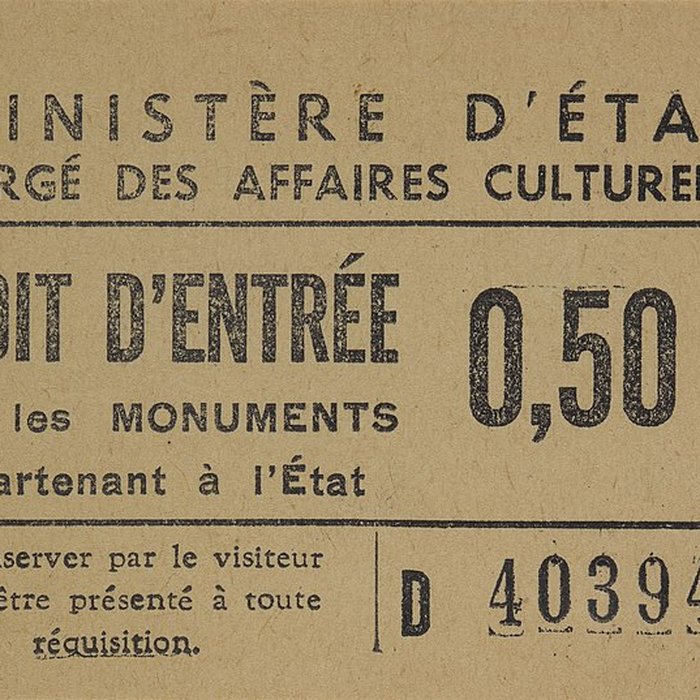 INISTÈRE D'ÉTA
RGÉ DES AFFAIRES CULTUREL
OIT D'ENTRÉE 0,50
les MONUMENTS
artenant à l'État
server par le visiteur
être présenté à toute
réquisition.
D 40394